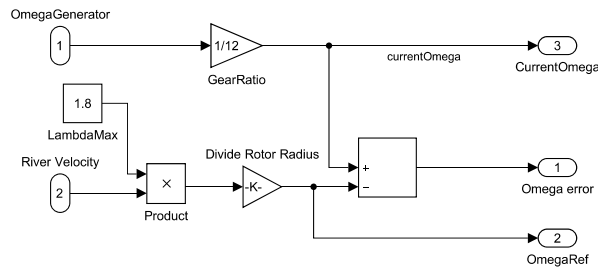 OmegaGenerator
1
1/12
GearRatio
currentOmega
3
CurrentOmega
1.8
LambdaMax
River Velocity
2
×
Product
Divide Rotor Radius
-K-
+
−
1
Omega error
2
OmegaRef